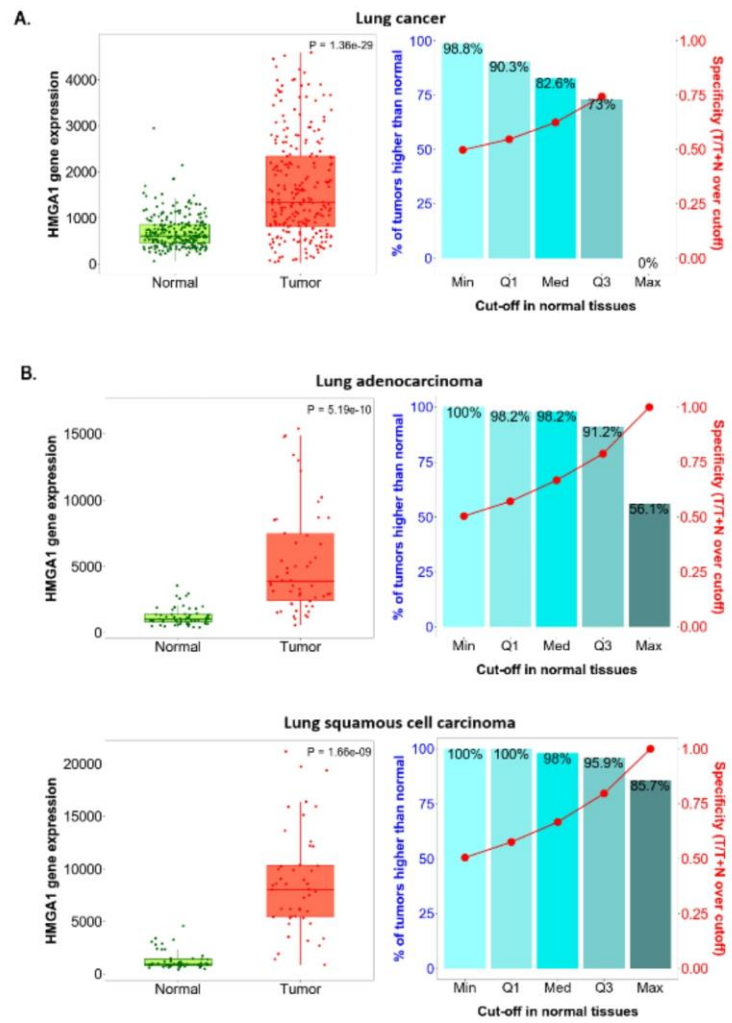 A.
Lung cancer
P = 1.36e-29
HMGA1 gene expression
4000
3000
2000
1000
0
Normal
Tumor
% of tumors higher than normal
100
75
50
25
0
98.8%
90.3%
82.6%
73%
0%
1.00
0.75
0.50
0.25
0.00
Specificity (T/T+N over cutoff)
Min
Q1
Med
Q3
Max
Cut-off in normal tissues
B.
Lung adenocarcinoma
P = 5.19e-10
HMGA1 gene expression
15000
10000
5000
0
Normal
Tumor
% of tumors higher than normal
100
75
50
25
0
100%
98.2%
98.2%
91.2%
56.1%
1.00
0.75
0.50
0.25
0.00
Specificity (T/T+N over cutoff)
Min
Q1
Med
Q3
Max
Cut-off in normal tissues
Lung squamous cell carcinoma
P = 1.66e-09
HMGA1 gene expression
20000
15000
10000
5000
0
Normal
Tumor
% of tumors higher than normal
100
75
50
25
0
100%
100%
98%
95.9%
85.7%
1.00
0.75
0.50
0.25
0.00
Specificity (T/T+N over cutoff)
Min
Q1
Med
Q3
Max
Cut-off in normal tissues